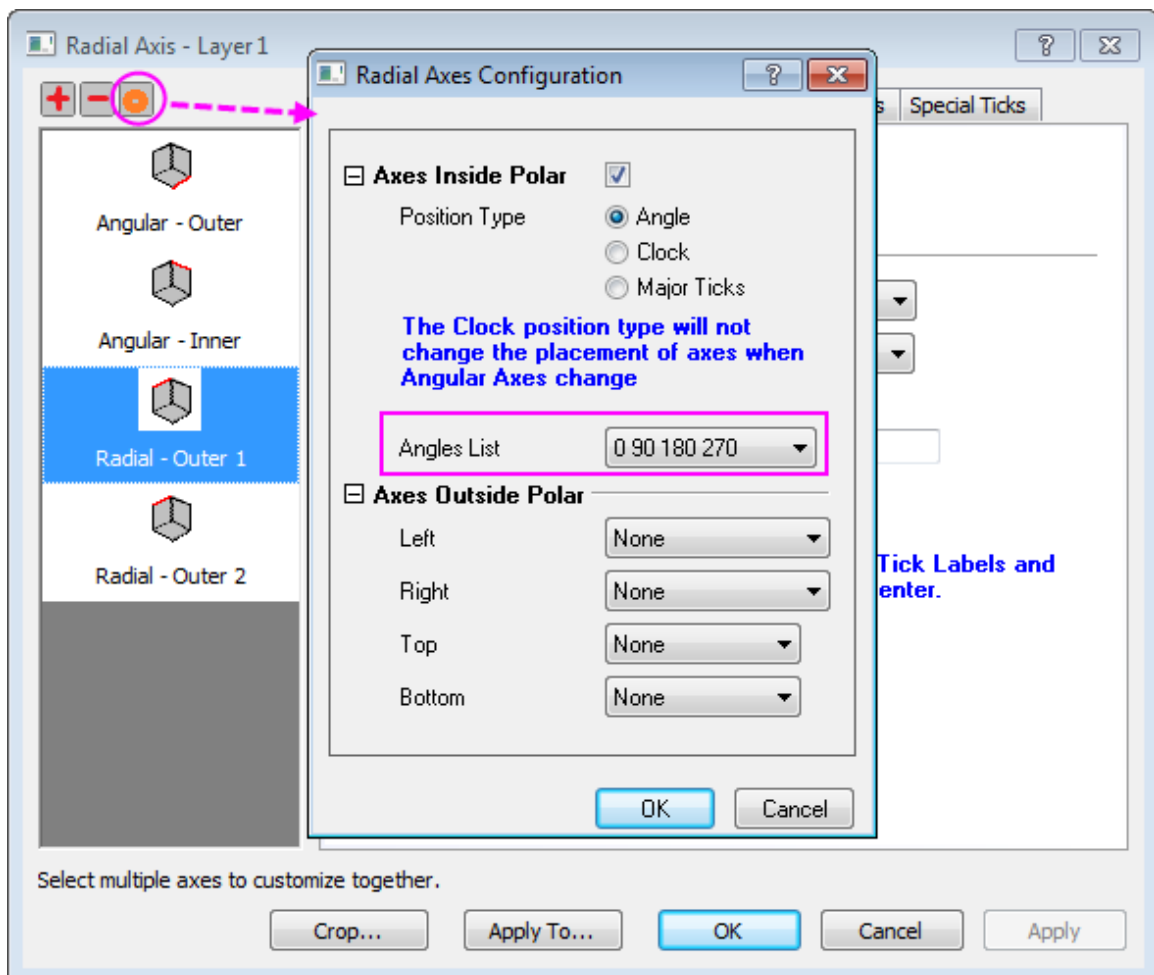 Radial Axis - Layer 1
Radial Axes Configuration
s
Special Ticks
Angular - Outer
Angular - Inner
Radial - Outer 1
Radial - Outer 2
Axes Inside Polar
Position Type
Angle
Clock
Major Ticks
The Clock position type will not
change the placement of axes when
Angular Axes change
Angles List
0 90 180 270
Axes Outside Polar
Left
None
Right
None
Top
None
Bottom
None
Tick Labels and
enter.
OK
Cancel
Select multiple axes to customize together.
Crop...
Apply To...
OK
Cancel
Apply